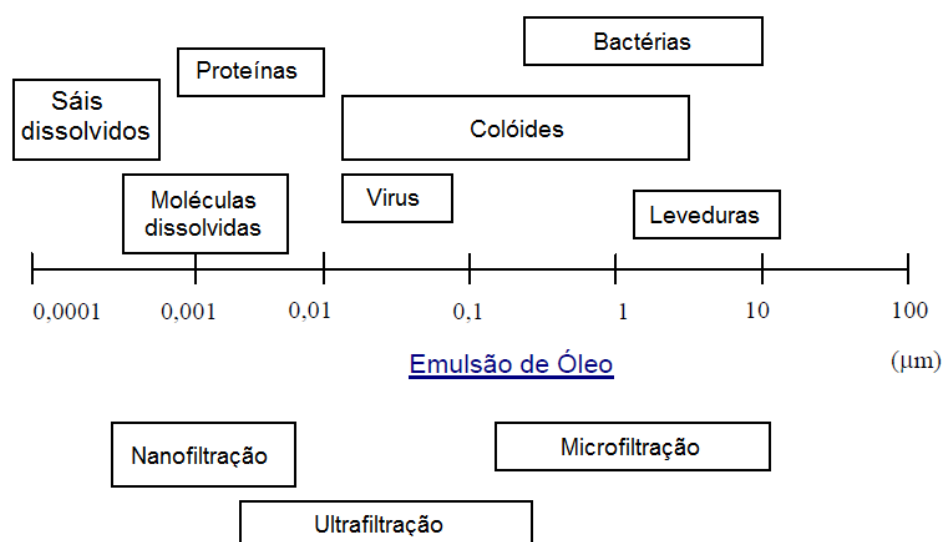 Bactérias
Proteínas
Sáis
dissolvidos
Colóides
Moléculas
dissolvidas
Virus
Leveduras
0,0001
0,001
0,01
0,1
1
10
100
Emulsão de Óleo
(μm)
Nanofiltração
Microfiltração
Ultrafiltração